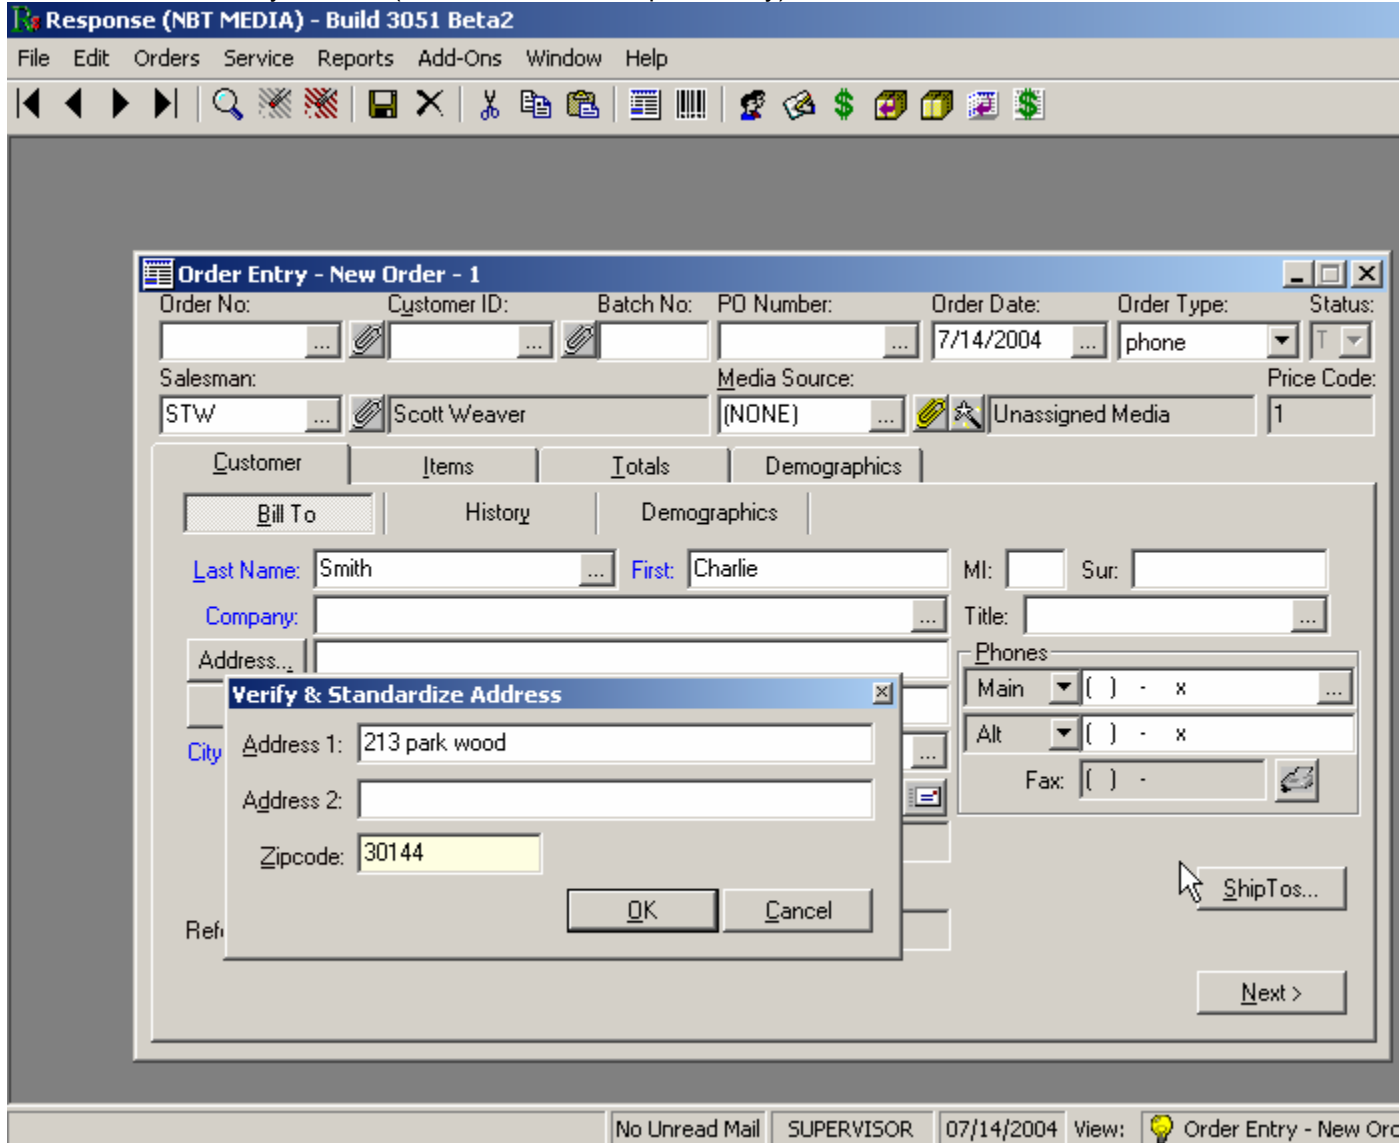 Response (NBT MEDIA) - Build 3051 Beta2
File Edit Orders Service Reports Add-Ons Window Help
Order Entry - New Order - 1
Order No: Customer ID: Batch No: PO Number: Order Date: Order Type: Status:
... ... ... 7/14/2004 ... phone T
Salesman: Media Source: Price Code:
STW ... Scott Weaver (NONE) ... Unassigned Media 1
Customer Items Totals Demographics
Bill To History Demographics
Last Name: Smith ... First: Charlie MI: Sur:
Company: ... Title: ...
Address... Phones
Main ( ) - x ...
Verify & Standardize Address
Alt ( ) - x
City ...
Address 1: 213 park wood
Fax: ( ) -
Address 2:
Zipcode: 30144
ShipTos...
OK Cancel
Next >
No Unread Mail SUPERVISOR 07/14/2004 View: Order Entry - New Ord